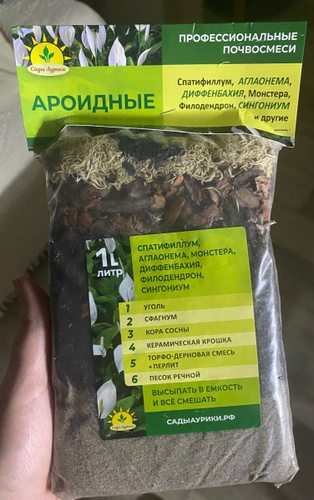 Сады Аурики
ПРОФЕССИОНАЛЬНЫЕ
ПОЧВОСМЕСИ
АРОИДНЫЕ
Спатифиллум, АГЛАОНЕМА,
ДИФФЕНБАХИЯ, Монстера,
Филодендрон, СИНГОНИУМ
и другие
ЛИТР
СПАТИФИЛЛУМ,
АГЛАОНЕМА, МОНСТЕРА,
ДИФФЕНБАХИЯ,
ФИЛОДЕНДРОН,
СИНГОНИУМ
1 УГОЛЬ
2 СФАГНУМ
3 КОРА СОСНЫ
4 КЕРАМИЧЕСКАЯ КРОШКА
5 ТОРФО-ДЕРНОВАЯ СМЕСЬ
+ПЕРЛИТ
6 ПЕСОК РЕЧНОЙ
ВЫСЫПАТЬ В ЕМКОСТЬ
И ВСЁ СМЕШАТЬ
САДЫАУРИКИ.РФ
Сады Аурики